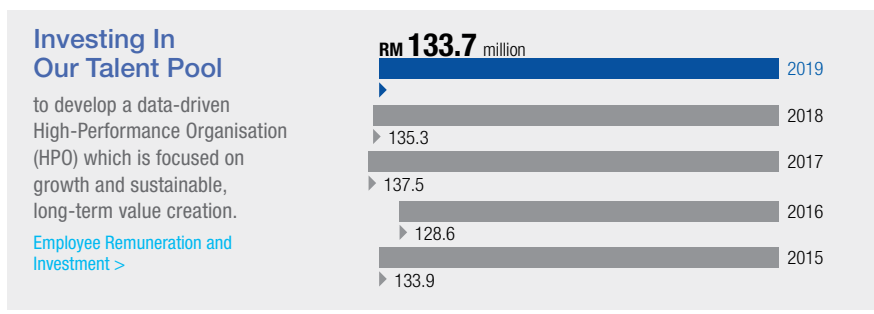 Investing In
Our Talent Pool
to develop a data-driven
High-Performance Organisation
(HPO) which is focused on
growth and sustainable,
long-term value creation.
Employee Remuneration and
Investment >
RM 133.7 million
2019
2018
135.3
2017
137.5
2016
128.6
2015
133.9